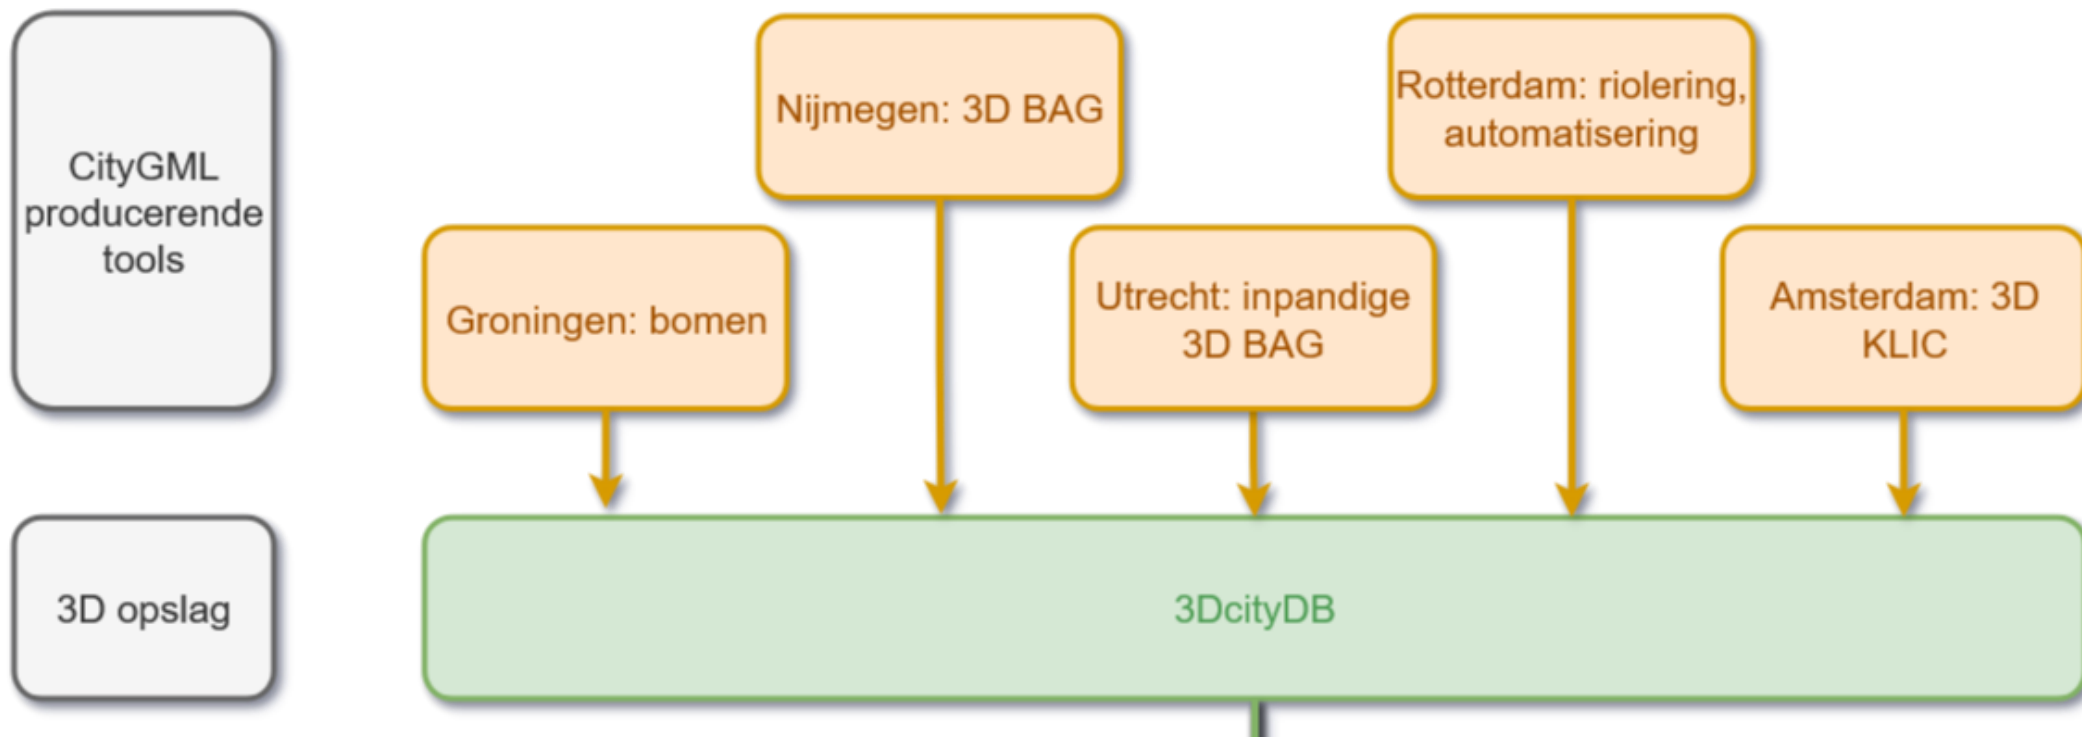 CityGML
producerende
tools
Nijmegen: 3D BAG
Rotterdam: riolering,
automatisering
Groningen: bomen
Utrecht: inpandige
3D BAG
Amsterdam: 3D
KLIC
3D opslag
3DcityDB